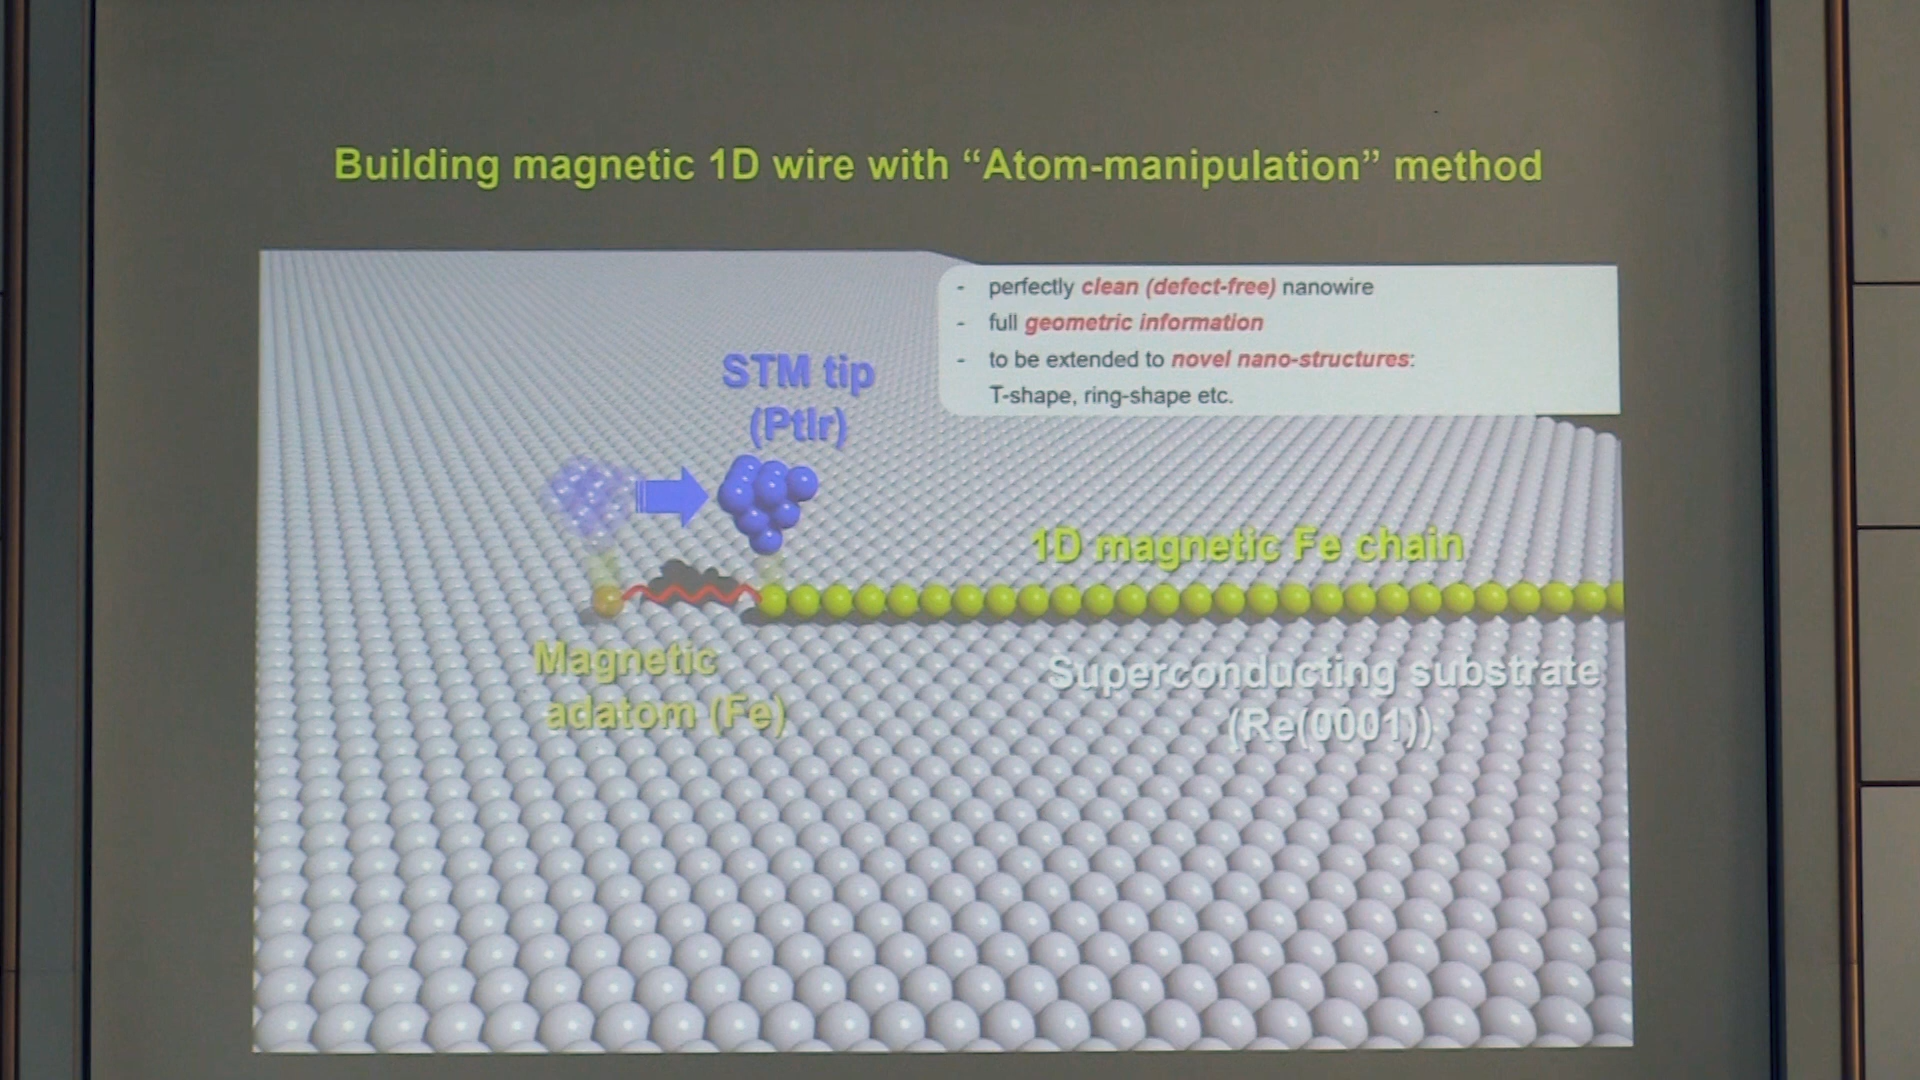 Building magnetic 1D wire with “Atom-manipulation” method
- perfectly clean (defect-free) nanowire
- full geometric information
- to be extended to novel nano-structures:
T-shape, ring-shape etc.
STM tip
(PtIr)
1D magnetic Fe chain
Magnetic
adatom (Fe)
Superconducting substrate
(Re(0001))